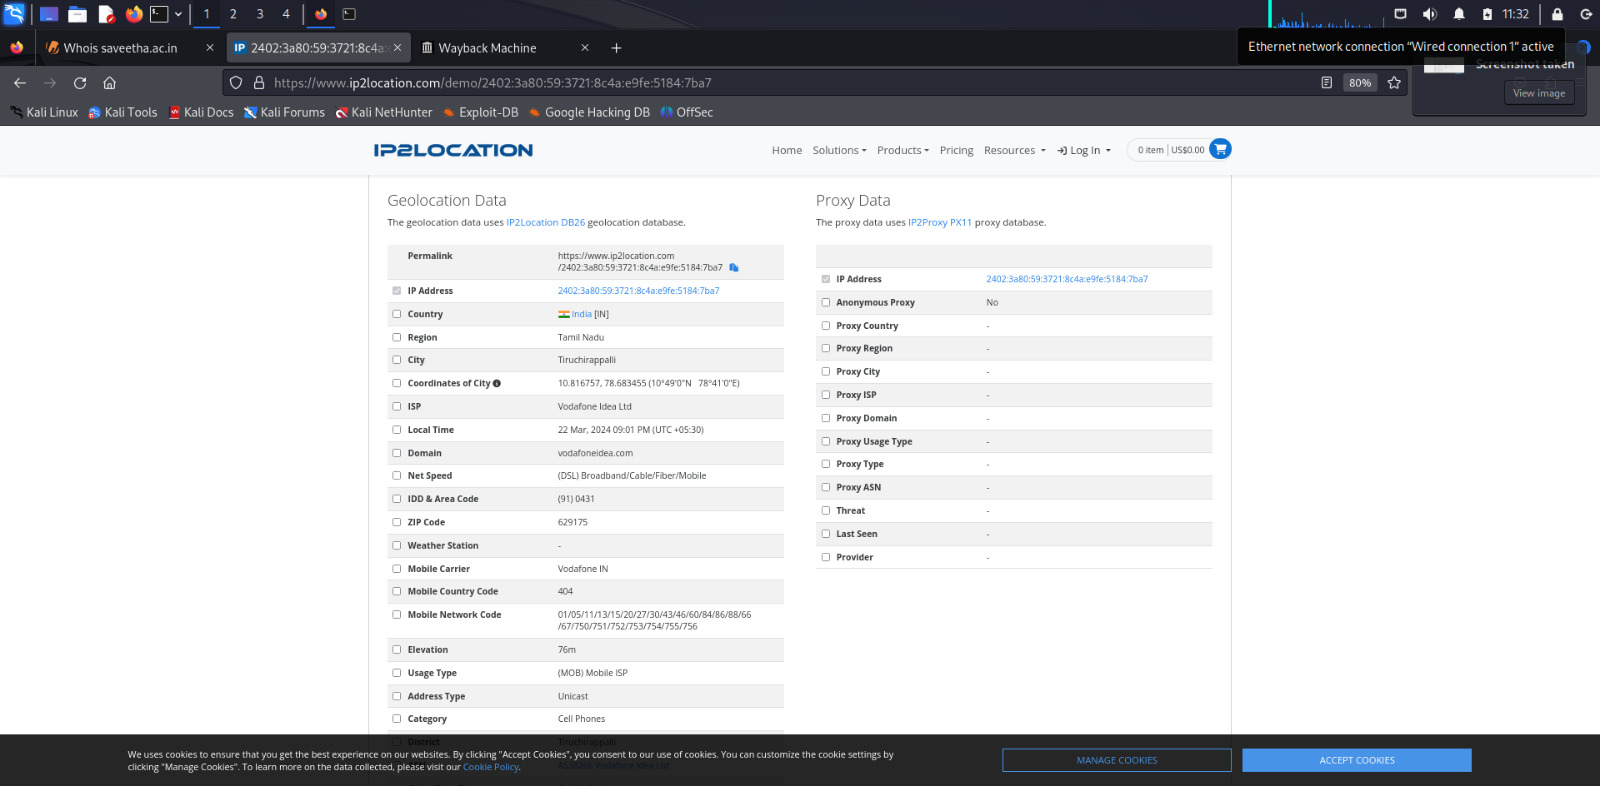 1 2 3 4 11:32
Whois saveetha.ac.in
IP 2402:3a80:59:3721:8c4a:
Wayback Machine
Ethernet network connection “Wired connection 1” active
Screenshot taken
View image
https://www.ip2location.com/demo/2402:3a80:59:3721:8c4a:e9fe:5184:7ba7
80%
Kali Linux Kali Tools Kali Docs Kali Forums Kali NetHunter Exploit-DB Google Hacking DB OffSec
IP2LOCATION
Home Solutions Products Pricing Resources Log In 0 item US$0.00
Geolocation Data
The geolocation data uses IP2Location DB26 geolocation database.
Permalink https://www.ip2location.com
/2402:3a80:59:3721:8c4a:e9fe:5184:7ba7
IP Address 2402:3a80:59:3721:8c4a:e9fe:5184:7ba7
Country India [IN]
Region Tamil Nadu
City Tiruchirappalli
Coordinates of City 10.816757, 78.683455 (10°49'0"N 78°41'0"E)
ISP Vodafone Idea Ltd
Local Time 22 Mar, 2024 09:01 PM (UTC +05:30)
Domain vodafoneidea.com
Net Speed (DSL) Broadband/Cable/Fiber/Mobile
IDD & Area Code (91) 0431
ZIP Code 629175
Weather Station -
Mobile Carrier Vodafone IN
Mobile Country Code 404
Mobile Network Code 01/05/11/13/15/20/27/30/43/46/60/84/86/88/66
/67/750/751/752/753/754/755/756
Elevation 76m
Usage Type (MOB) Mobile ISP
Address Type Unicast
Category Cell Phones
District Tiruchirappalli
Proxy Data
The proxy data uses IP2Proxy PX11 proxy database.
IP Address 2402:3a80:59:3721:8c4a:e9fe:5184:7ba7
Anonymous Proxy No
Proxy Country -
Proxy Region -
Proxy City -
Proxy ISP -
Proxy Domain -
Proxy Usage Type -
Proxy Type -
Proxy ASN -
Threat -
Last Seen -
Provider -
We uses cookies to ensure that you get the best experience on our websites. By clicking "Accept Cookies", you consent to our use of cookies. You can customize the cookie settings by
clicking "Manage Cookies". To learn more on the data collected, please visit our Cookie Policy.
MANAGE COOKIES
ACCEPT COOKIES